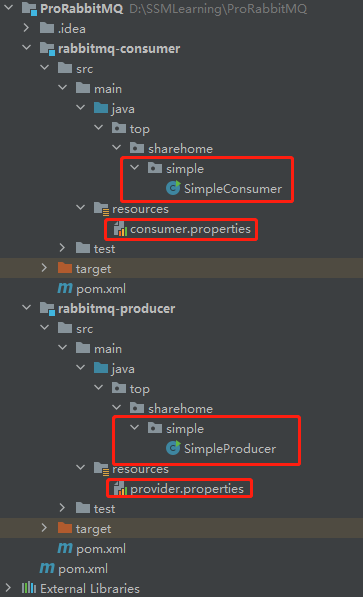 ProRabbitMQ D:\SSMLearning\ProRabbitMQ
.idea
rabbitmq-consumer
src
main
java
top
sharehome
simple
SimpleConsumer
resources
consumer.properties
test
target
pom.xml
rabbitmq-producer
src
main
java
top
sharehome
simple
SimpleProducer
resources
provider.properties
test
target
pom.xml
pom.xml
External Libraries